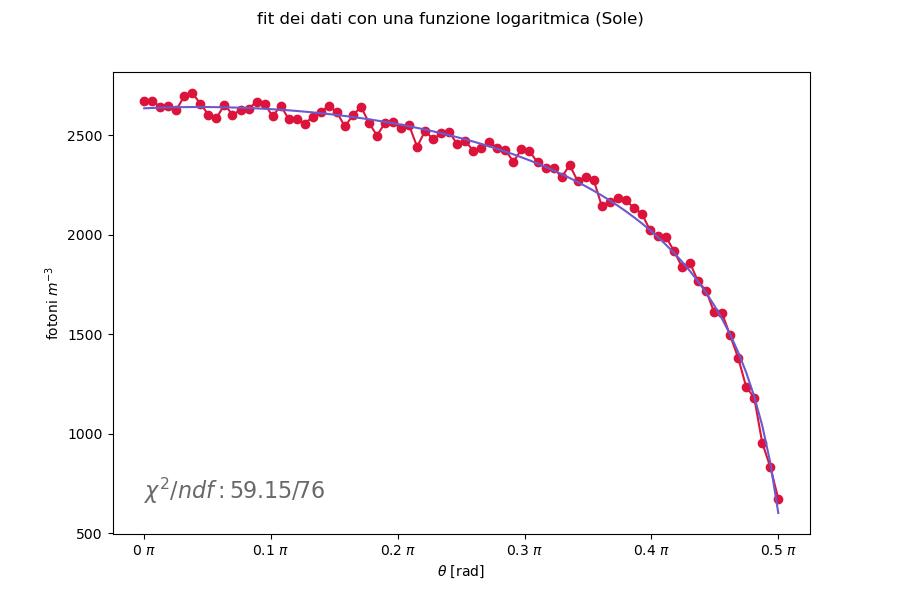 fit dei dati con una funzione logaritmica (Sole)
fotoni m⁻³
2500
2000
1500
1000
500
χ²/ndf : 59.15/76
0 π
0.1 π
0.2 π
0.3 π
0.4 π
0.5 π
θ [rad]